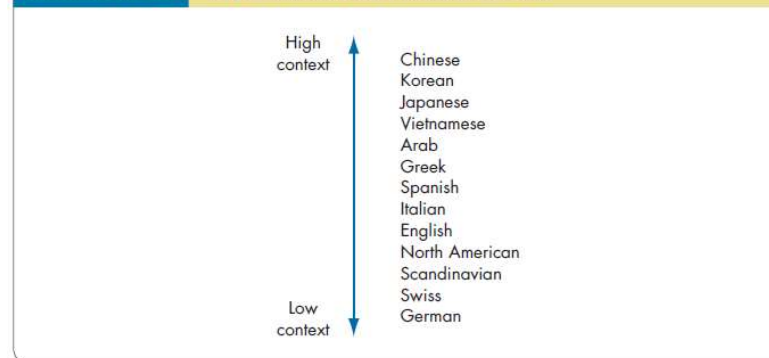 High
context
Chinese
Korean
Japanese
Vietnamese
Arab
Greek
Spanish
Italian
English
North American
Scandinavian
Swiss
German
Low
context